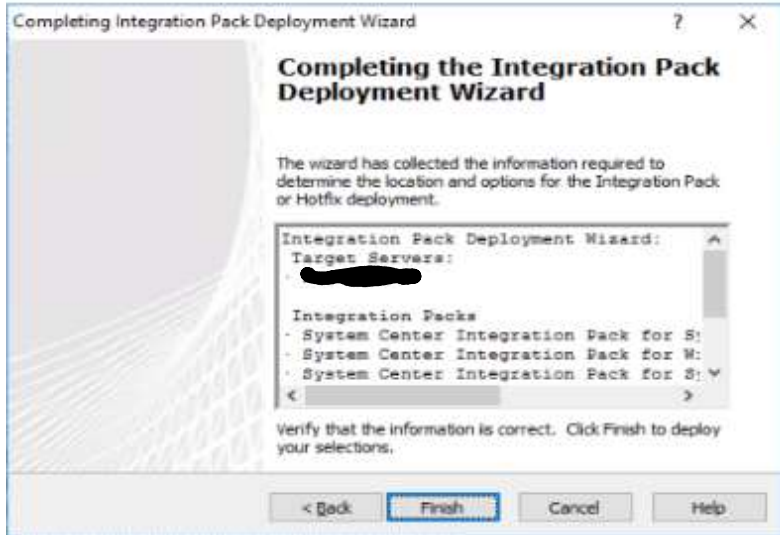 Completing Integration Pack Deployment Wizard ? ×
Completing the Integration Pack
Deployment Wizard
The wizard has collected the information required to
determine the location and options for the Integration Pack
or Hotfix deployment.
Integration Pack Deployment Wizard:
Target Servers:
Integration Packs
· System Center Integration Pack for S
· System Center Integration Pack for W
· System Center Integration Pack for S
Verify that the information is correct. Click Finish to deploy
your selections.
< Back Finish Cancel Help